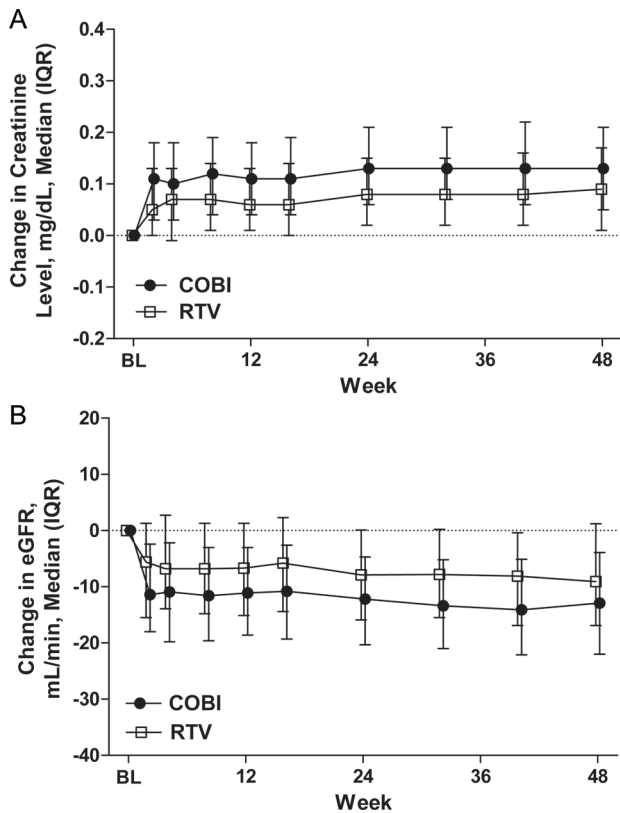 A
Change in Creatinine
Level, mg/dL, Median (IQR)
0.4
0.3
0.2
0.1
0.0
-0.1
-0.2
COBI
RTV
BL 12 24 36 48
Week
B
Change in eGFR,
mL/min, Median (IQR)
20
10
0
-10
-20
-30
-40
COBI
RTV
BL 12 24 36 48
Week